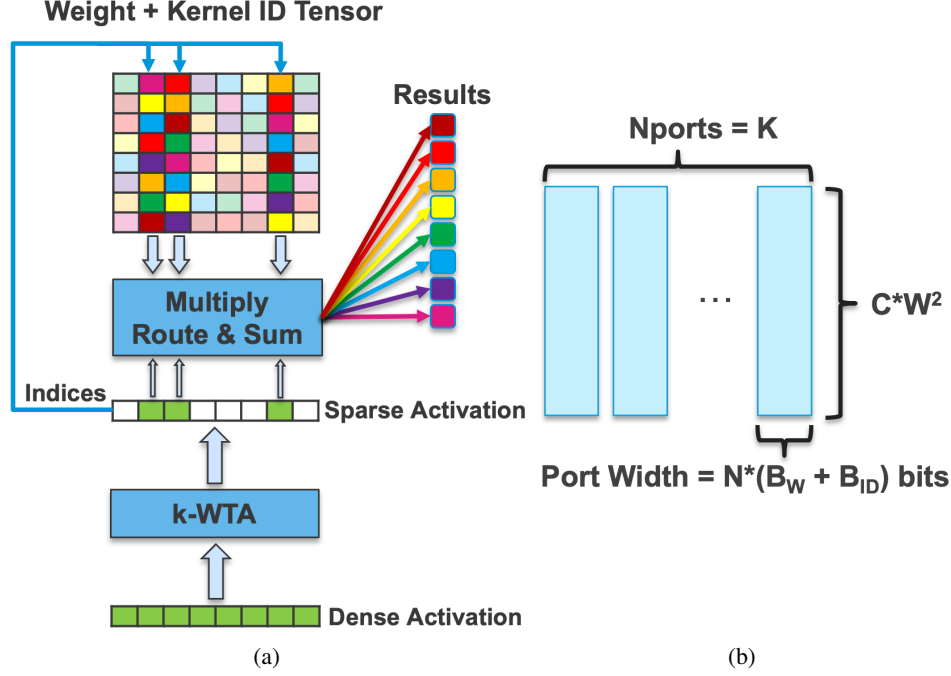 Weight + Kernel ID Tensor
Results
Multiply
Route & Sum
Indices
Sparse Activation
k-WTA
Dense Activation
(a)
Nports = K
...
C*W²
Port Width = N*(B_W + B_ID) bits
(b)